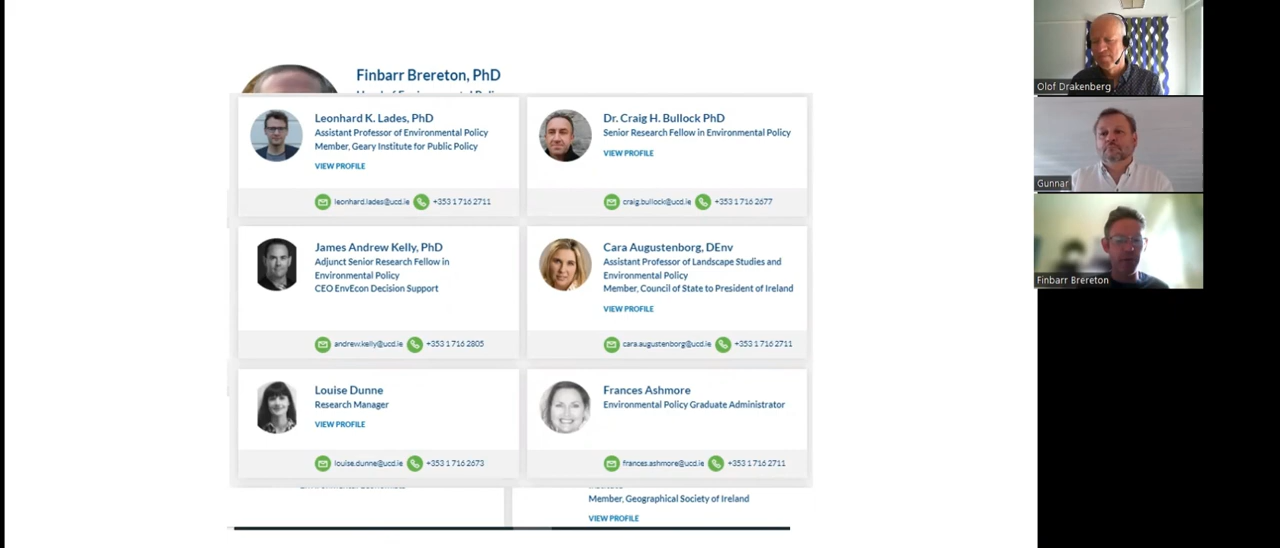 Finbarr Brereton, PhD
Leonhard K. Lades, PhD
Assistant Professor of Environmental Policy
Member, Geary Institute for Public Policy
VIEW PROFILE
leonhard.lades@ucd.ie +353 1 716 2711
Dr. Craig H. Bullock PhD
Senior Research Fellow in Environmental Policy
VIEW PROFILE
craig.bullock@ucd.ie +353 1 716 2677
James Andrew Kelly, PhD
Adjunct Senior Research Fellow in
Environmental Policy
CEO EnvEcon Decision Support
andrew.kelly@ucd.ie +353 1 716 2805
Cara Augustenborg, DEnv
Assistant Professor of Landscape Studies and
Environmental Policy
Member, Council of State to President of Ireland
VIEW PROFILE
cara.augustenborg@ucd.ie +353 1 716 2711
Louise Dunne
Research Manager
VIEW PROFILE
louise.dunne@ucd.ie +353 1 716 2673
Frances Ashmore
Environmental Policy Graduate Administrator
frances.ashmore@ucd.ie +353 1 716 2711
Member, Geographical Society of Ireland
VIEW PROFILE
Olof Drakenberg
Gunnar
Finbarr Brereton